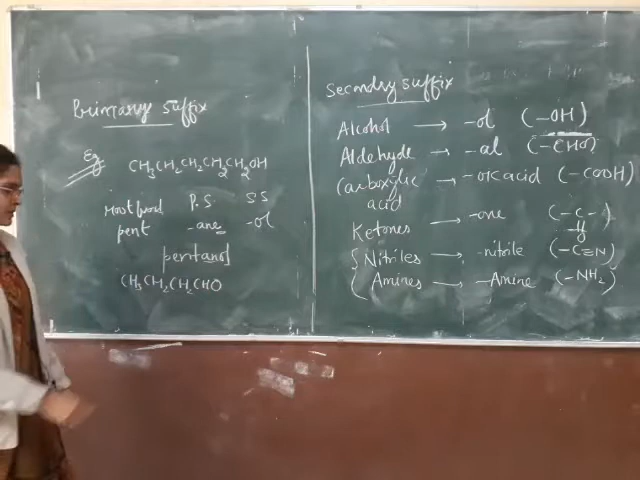 Primary Suffix
Eg CH₃CH₂CH₂CH₂CH₂OH
Root word P.S. S.S
pent -ane -ol
pentanol
CH₃CH₂CH₂CHO
Secondry suffix
Alcohol → -ol (-OH)
Aldehyde → -al (-CHO)
Carboxylic → -oic acid (-COOH)
acid
Ketones → -one (-C-)
O
Nitriles → -nitrile (-C≡N)
Amines → -Amine (-NH₂)